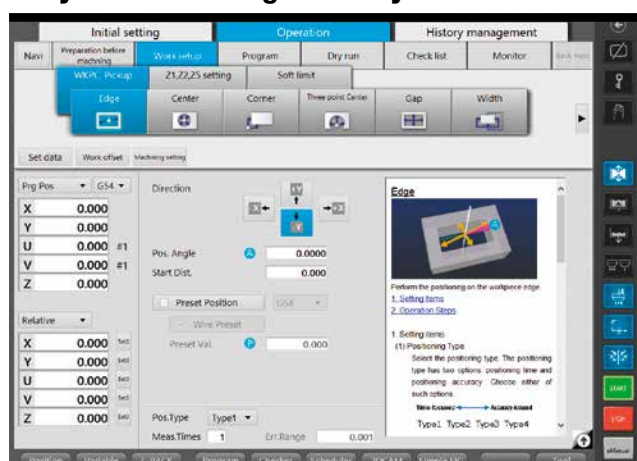 Initial setting Operation History management
Navi Preparation before machning Work setup Program Dry run Check list Monitor
WKPC Pickup Z1,Z2,Z5 setting Soft limit
Edge Center Corner Three point Center Gap Width
Set data Work offset Machining setting
Prg Pos G54
X 0.000
Y 0.000
U 0.000 #1
V 0.000 #1
Z 0.000
Relative
X 0.000
Y 0.000
U 0.000
V 0.000
Z 0.000
Direction
Pos. Angle A 0.0000
Start Dist. 0.000
Preset Position G54
Wire Preset
Preset Val. P 0.000
Pos.Type Type1
Meas.Times 1 Err.Range 0.001
Edge
A
Perform the positioning on the workpiece edge.
1. Setting items
2. Operation Steps
1. Setting items
(1) Positioning Type
Select the positioning type. The positioning
type has two options: positioning time and
positioning accuracy. Choose either of
such options.
Type1 Type2 Type3 Type4
START
STOP